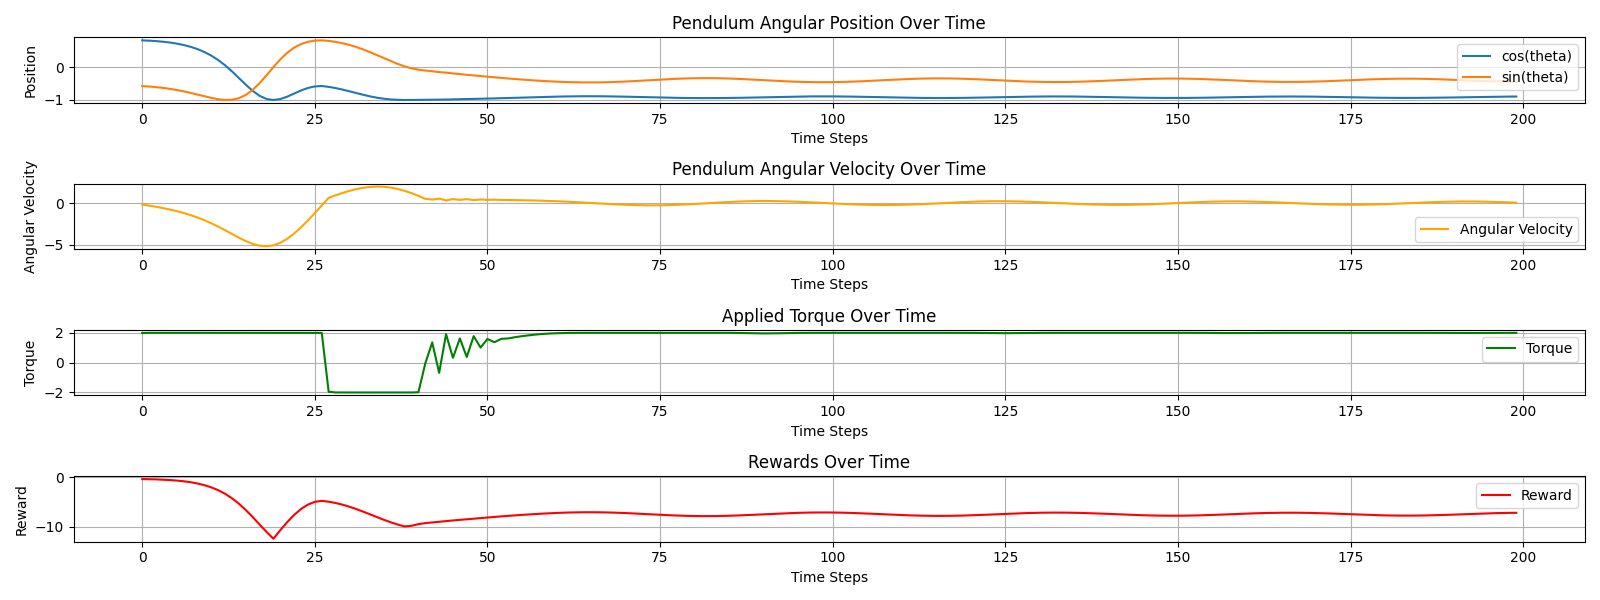 Pendulum Angular Position Over Time
Position
0
−1
cos(theta)
sin(theta)
0 25 50 75 100 125 150 175 200
Time Steps
Pendulum Angular Velocity Over Time
Angular Velocity
0
−5
Angular Velocity
0 25 50 75 100 125 150 175 200
Time Steps
Applied Torque Over Time
Torque
2
0
−2
Torque
0 25 50 75 100 125 150 175 200
Time Steps
Rewards Over Time
Reward
0
−10
Reward
0 25 50 75 100 125 150 175 200
Time Steps